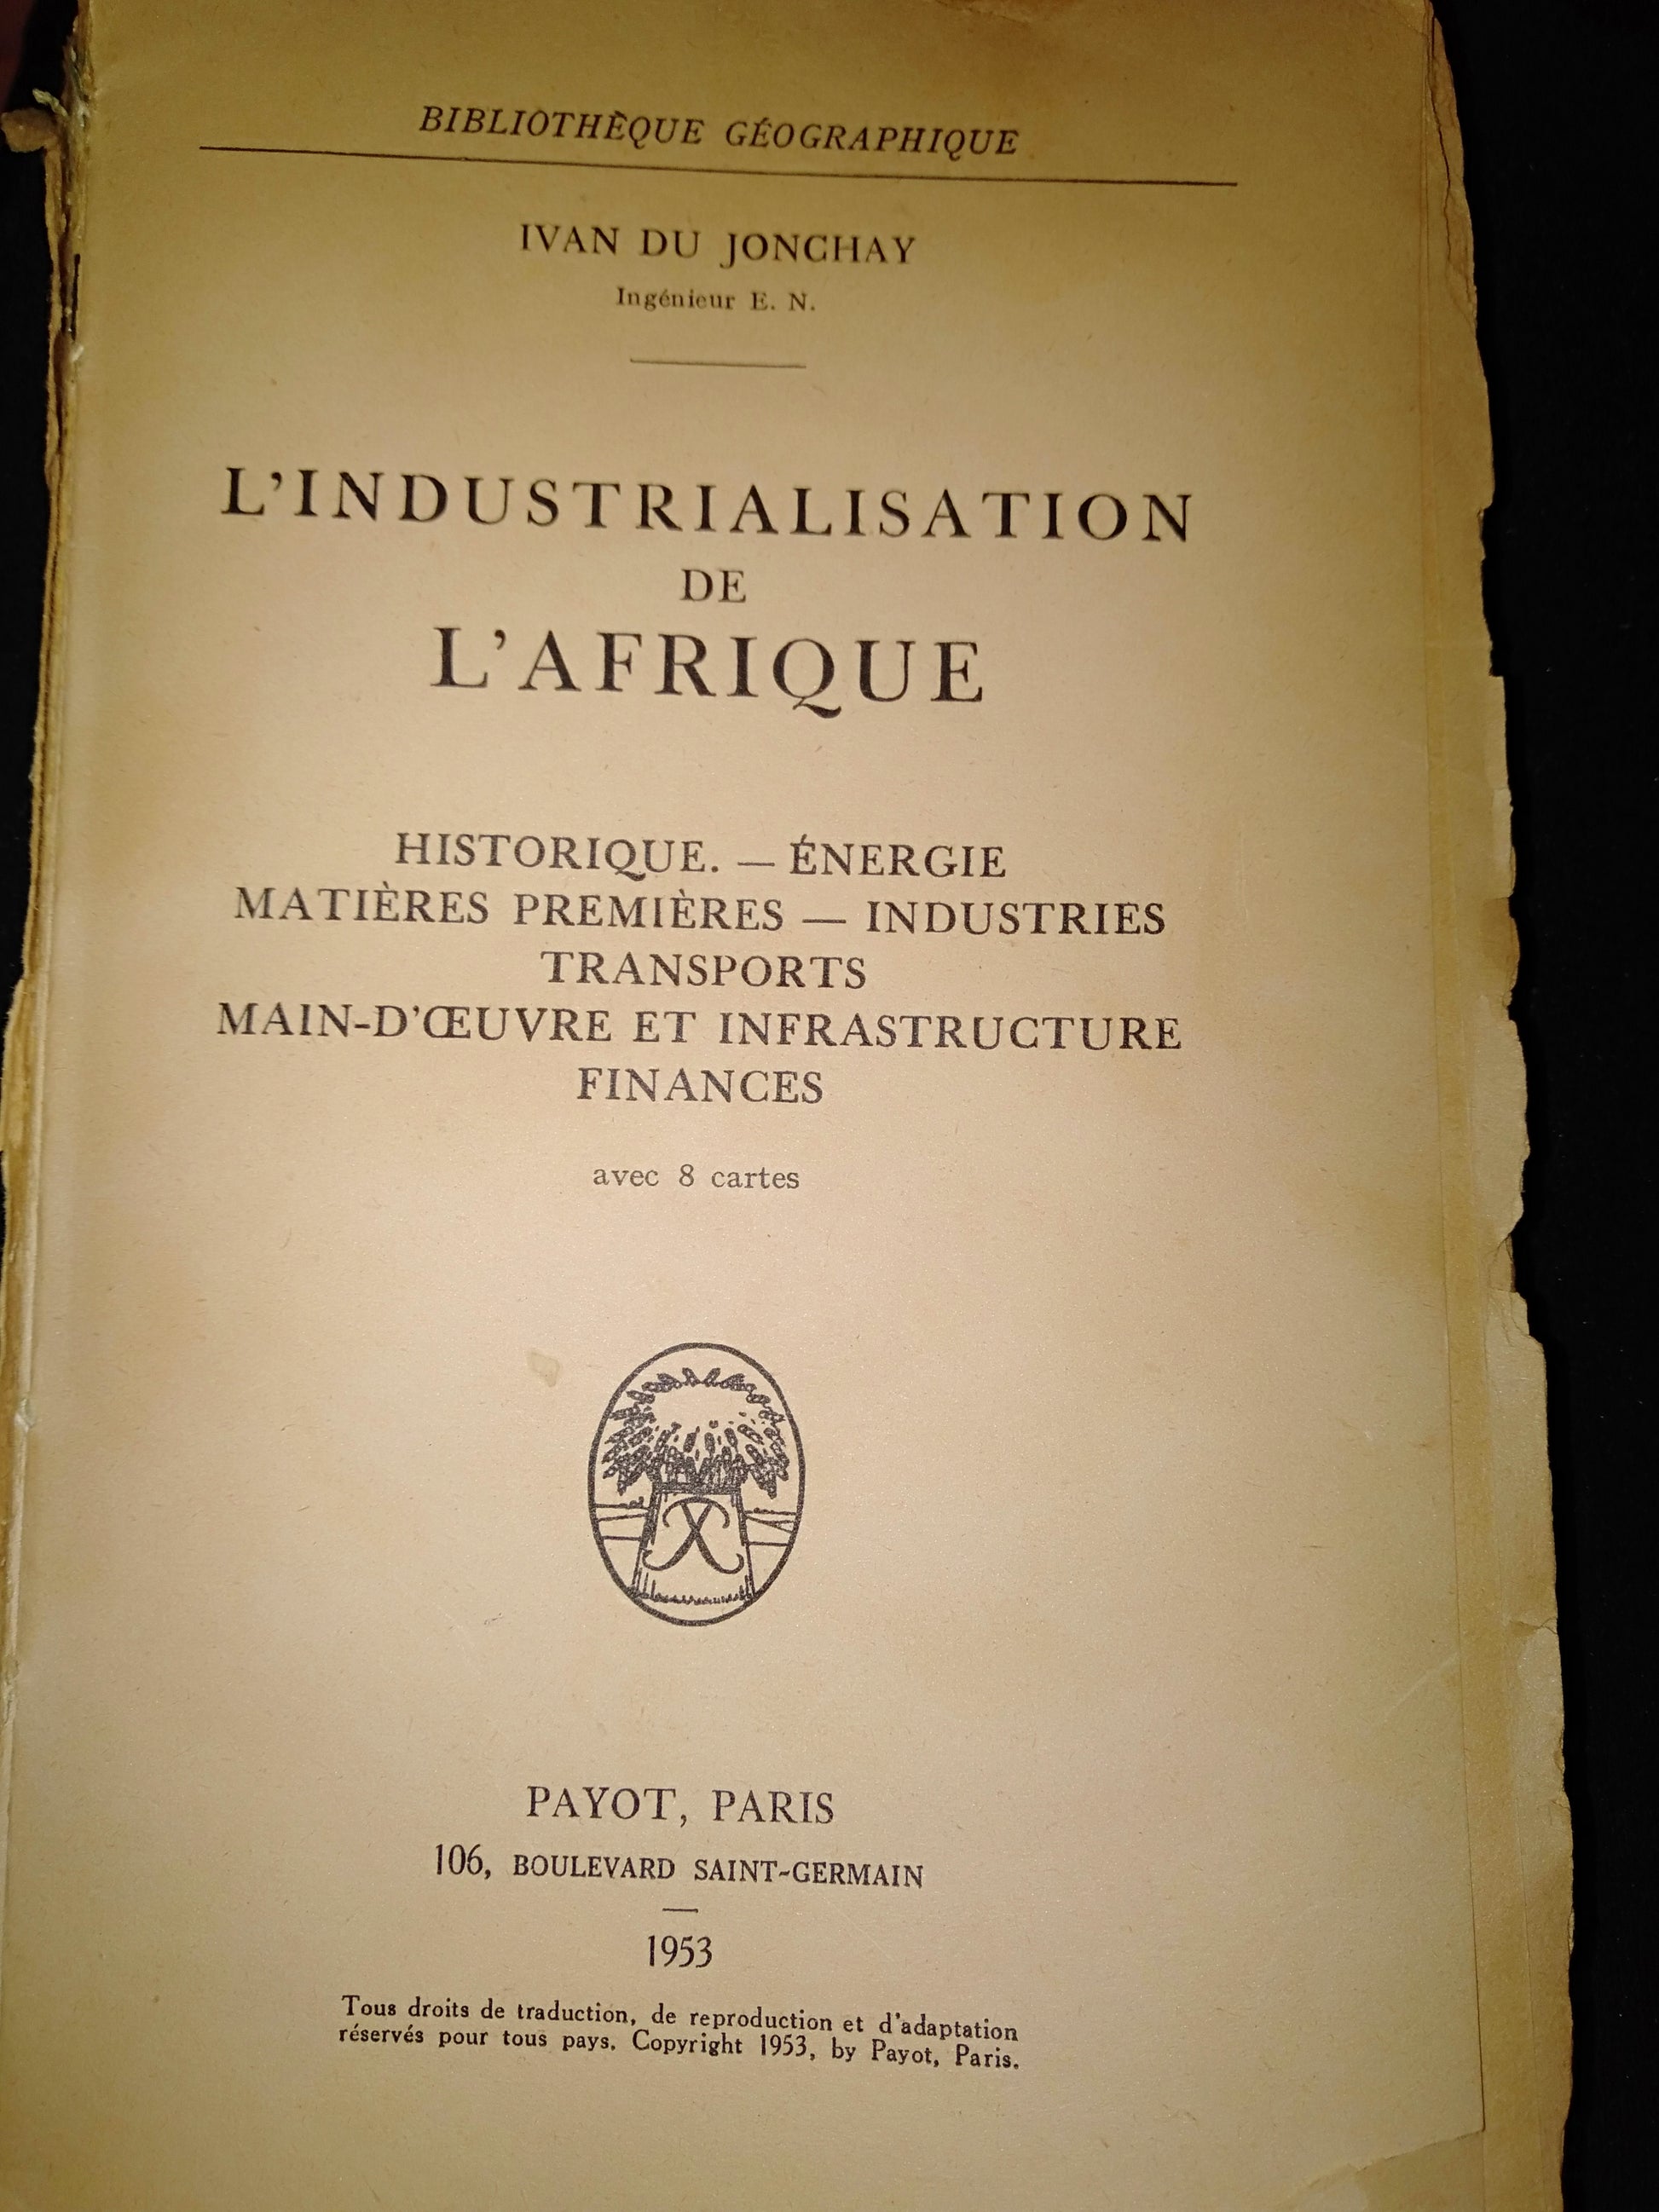 BIBLIOTHÈQUE GÉOGRAPHIQUE
IVAN DU JONCHAY
Ingénieur E. N.
L'INDUSTRIALISATION
DE
L'AFRIQUE
HISTORIQUE. — ÉNERGIE
MATIÈRES PREMIÈRES — INDUSTRIES
TRANSPORTS
MAIN-D'ŒUVRE ET INFRASTRUCTURE
FINANCES
avec 8 cartes
PAYOT, PARIS
106, BOULEVARD SAINT-GERMAIN
1953
Tous droits de traduction, de reproduction et d'adaptation
réservés pour tous pays. Copyright 1953, by Payot, Paris.